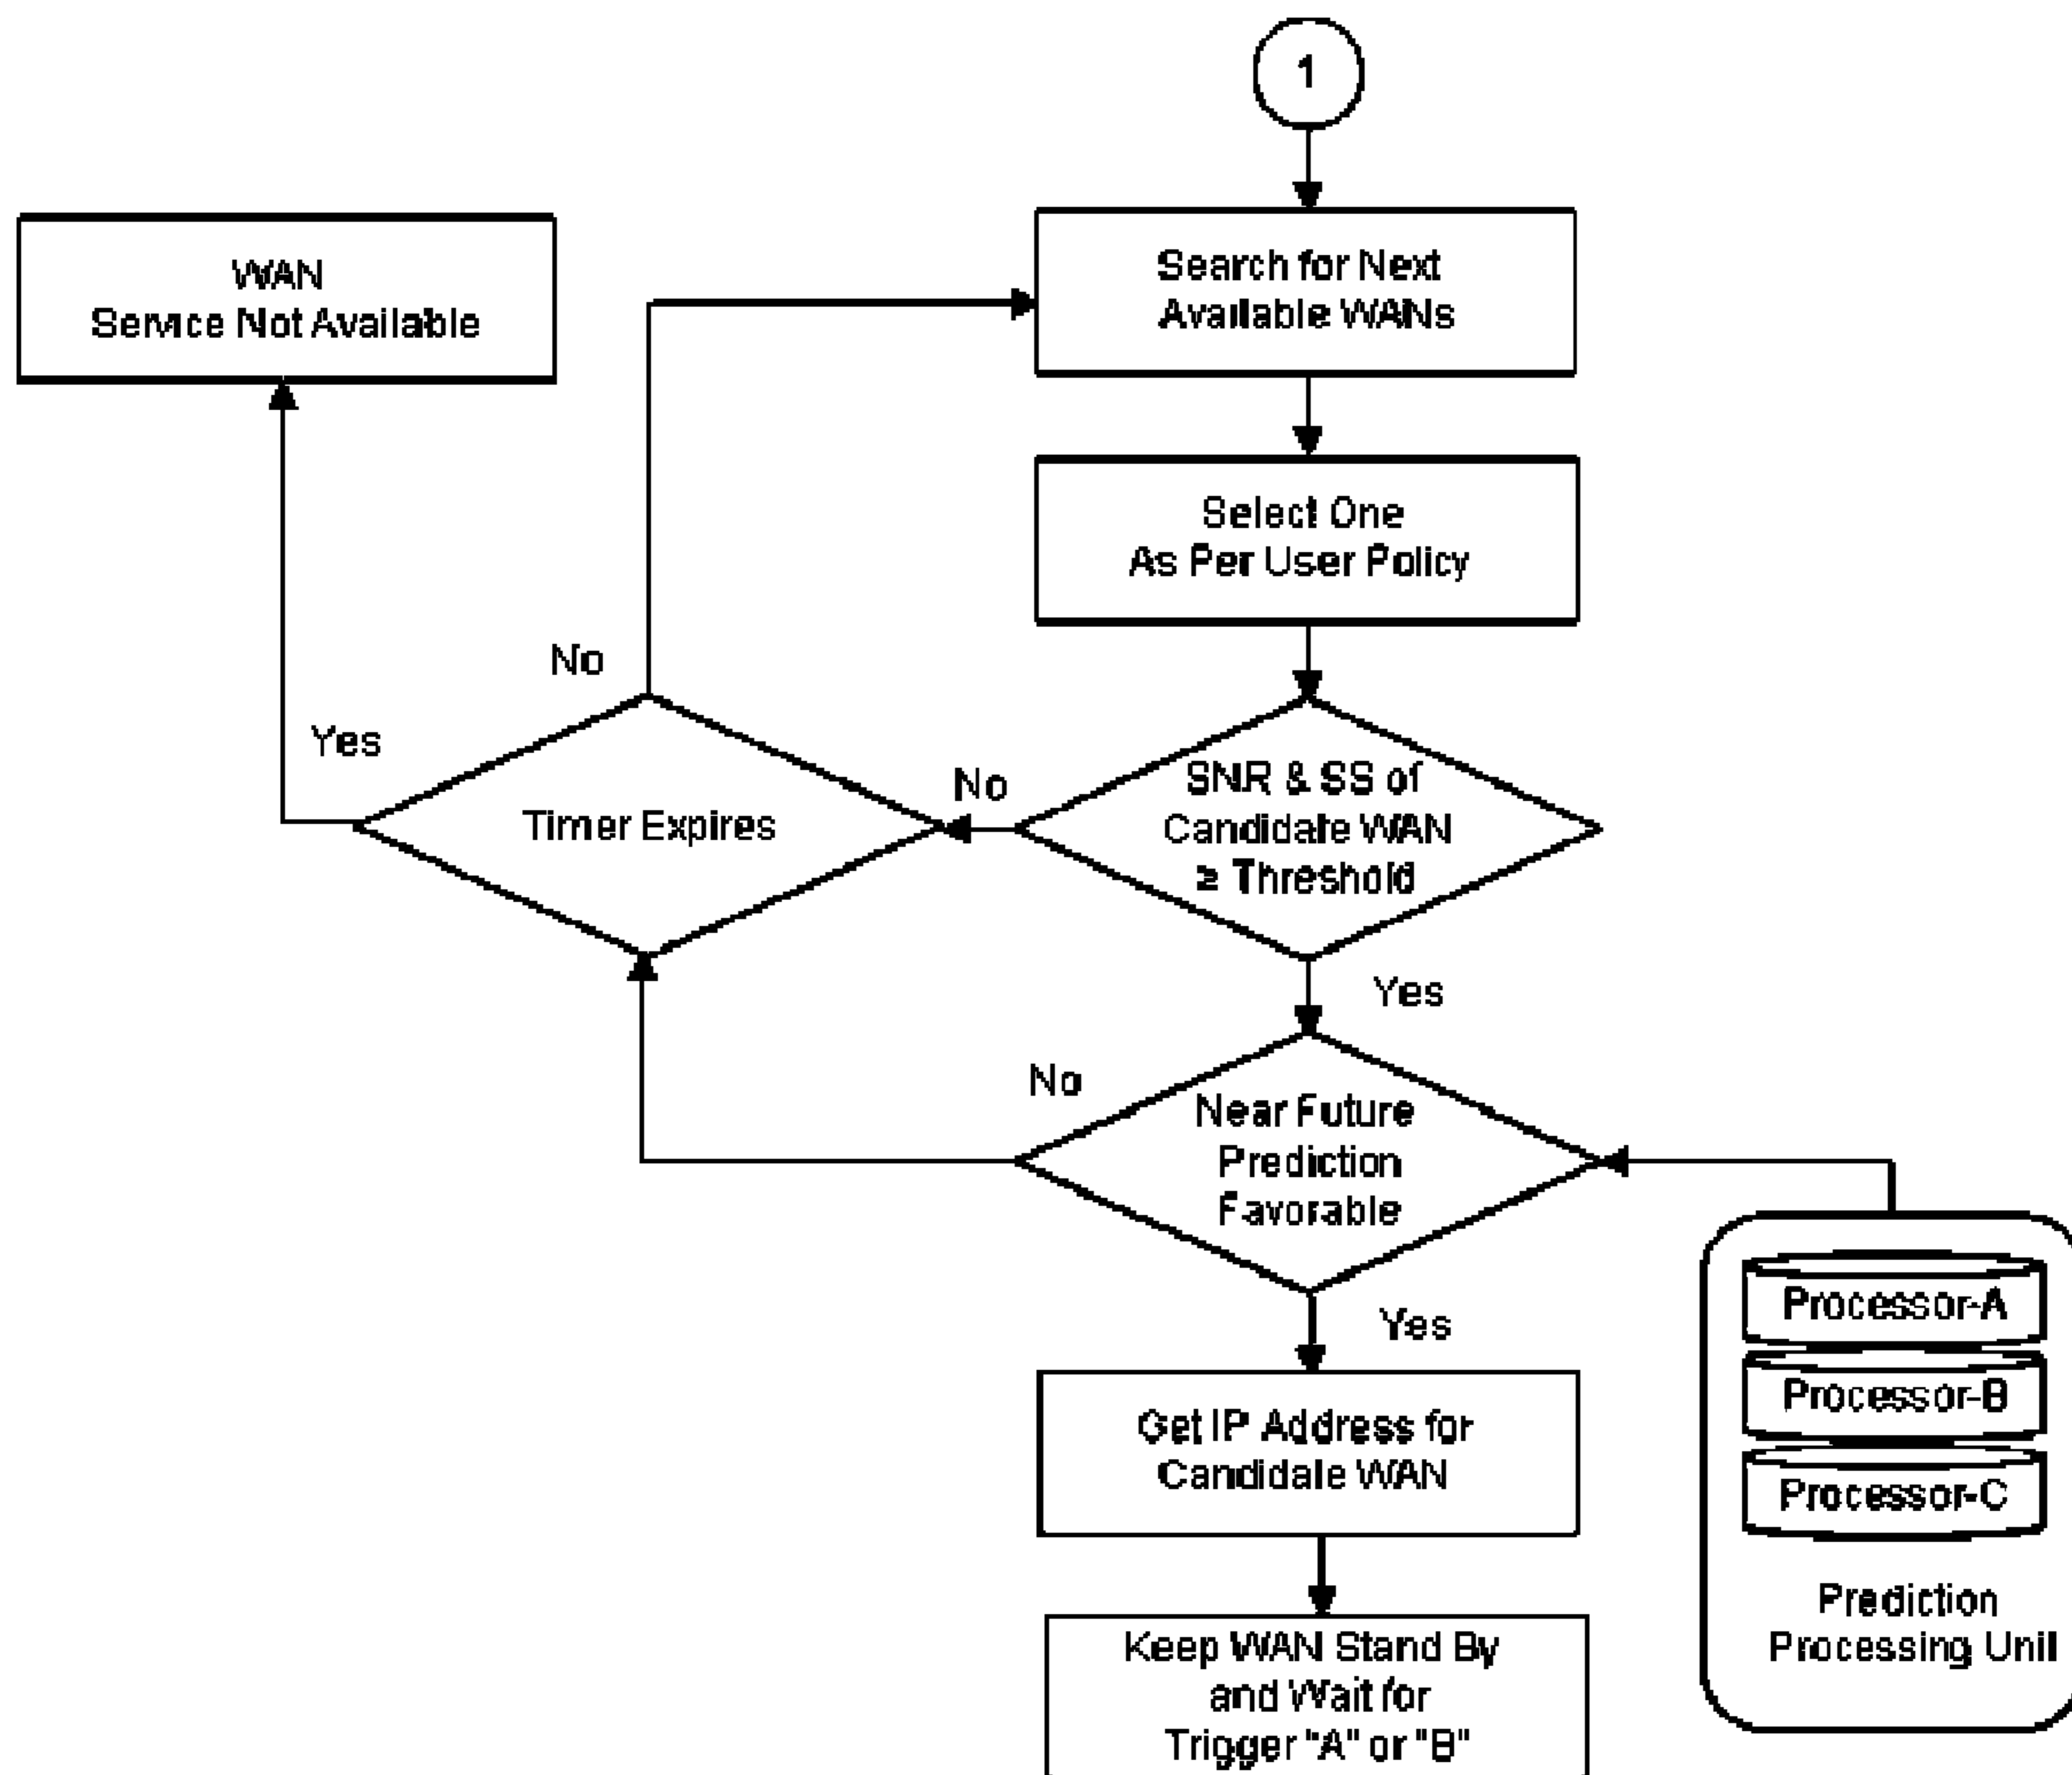 1
WAN
Service Not Available
Search for Next
Available WANs
Select One
As Per User Policy
No
Yes
Timer Expires
No
SNR & SS of
Candidate WAN
≥ Threshold
Yes
No
Near Future
Prediction
Favorable
Yes
Processor-A
Processor-B
Processor-C
Prediction
Processing Unit
Get IP Address for
Candidate WAN
Keep WAN Stand By
and Wait for
Trigger "A" or "B"